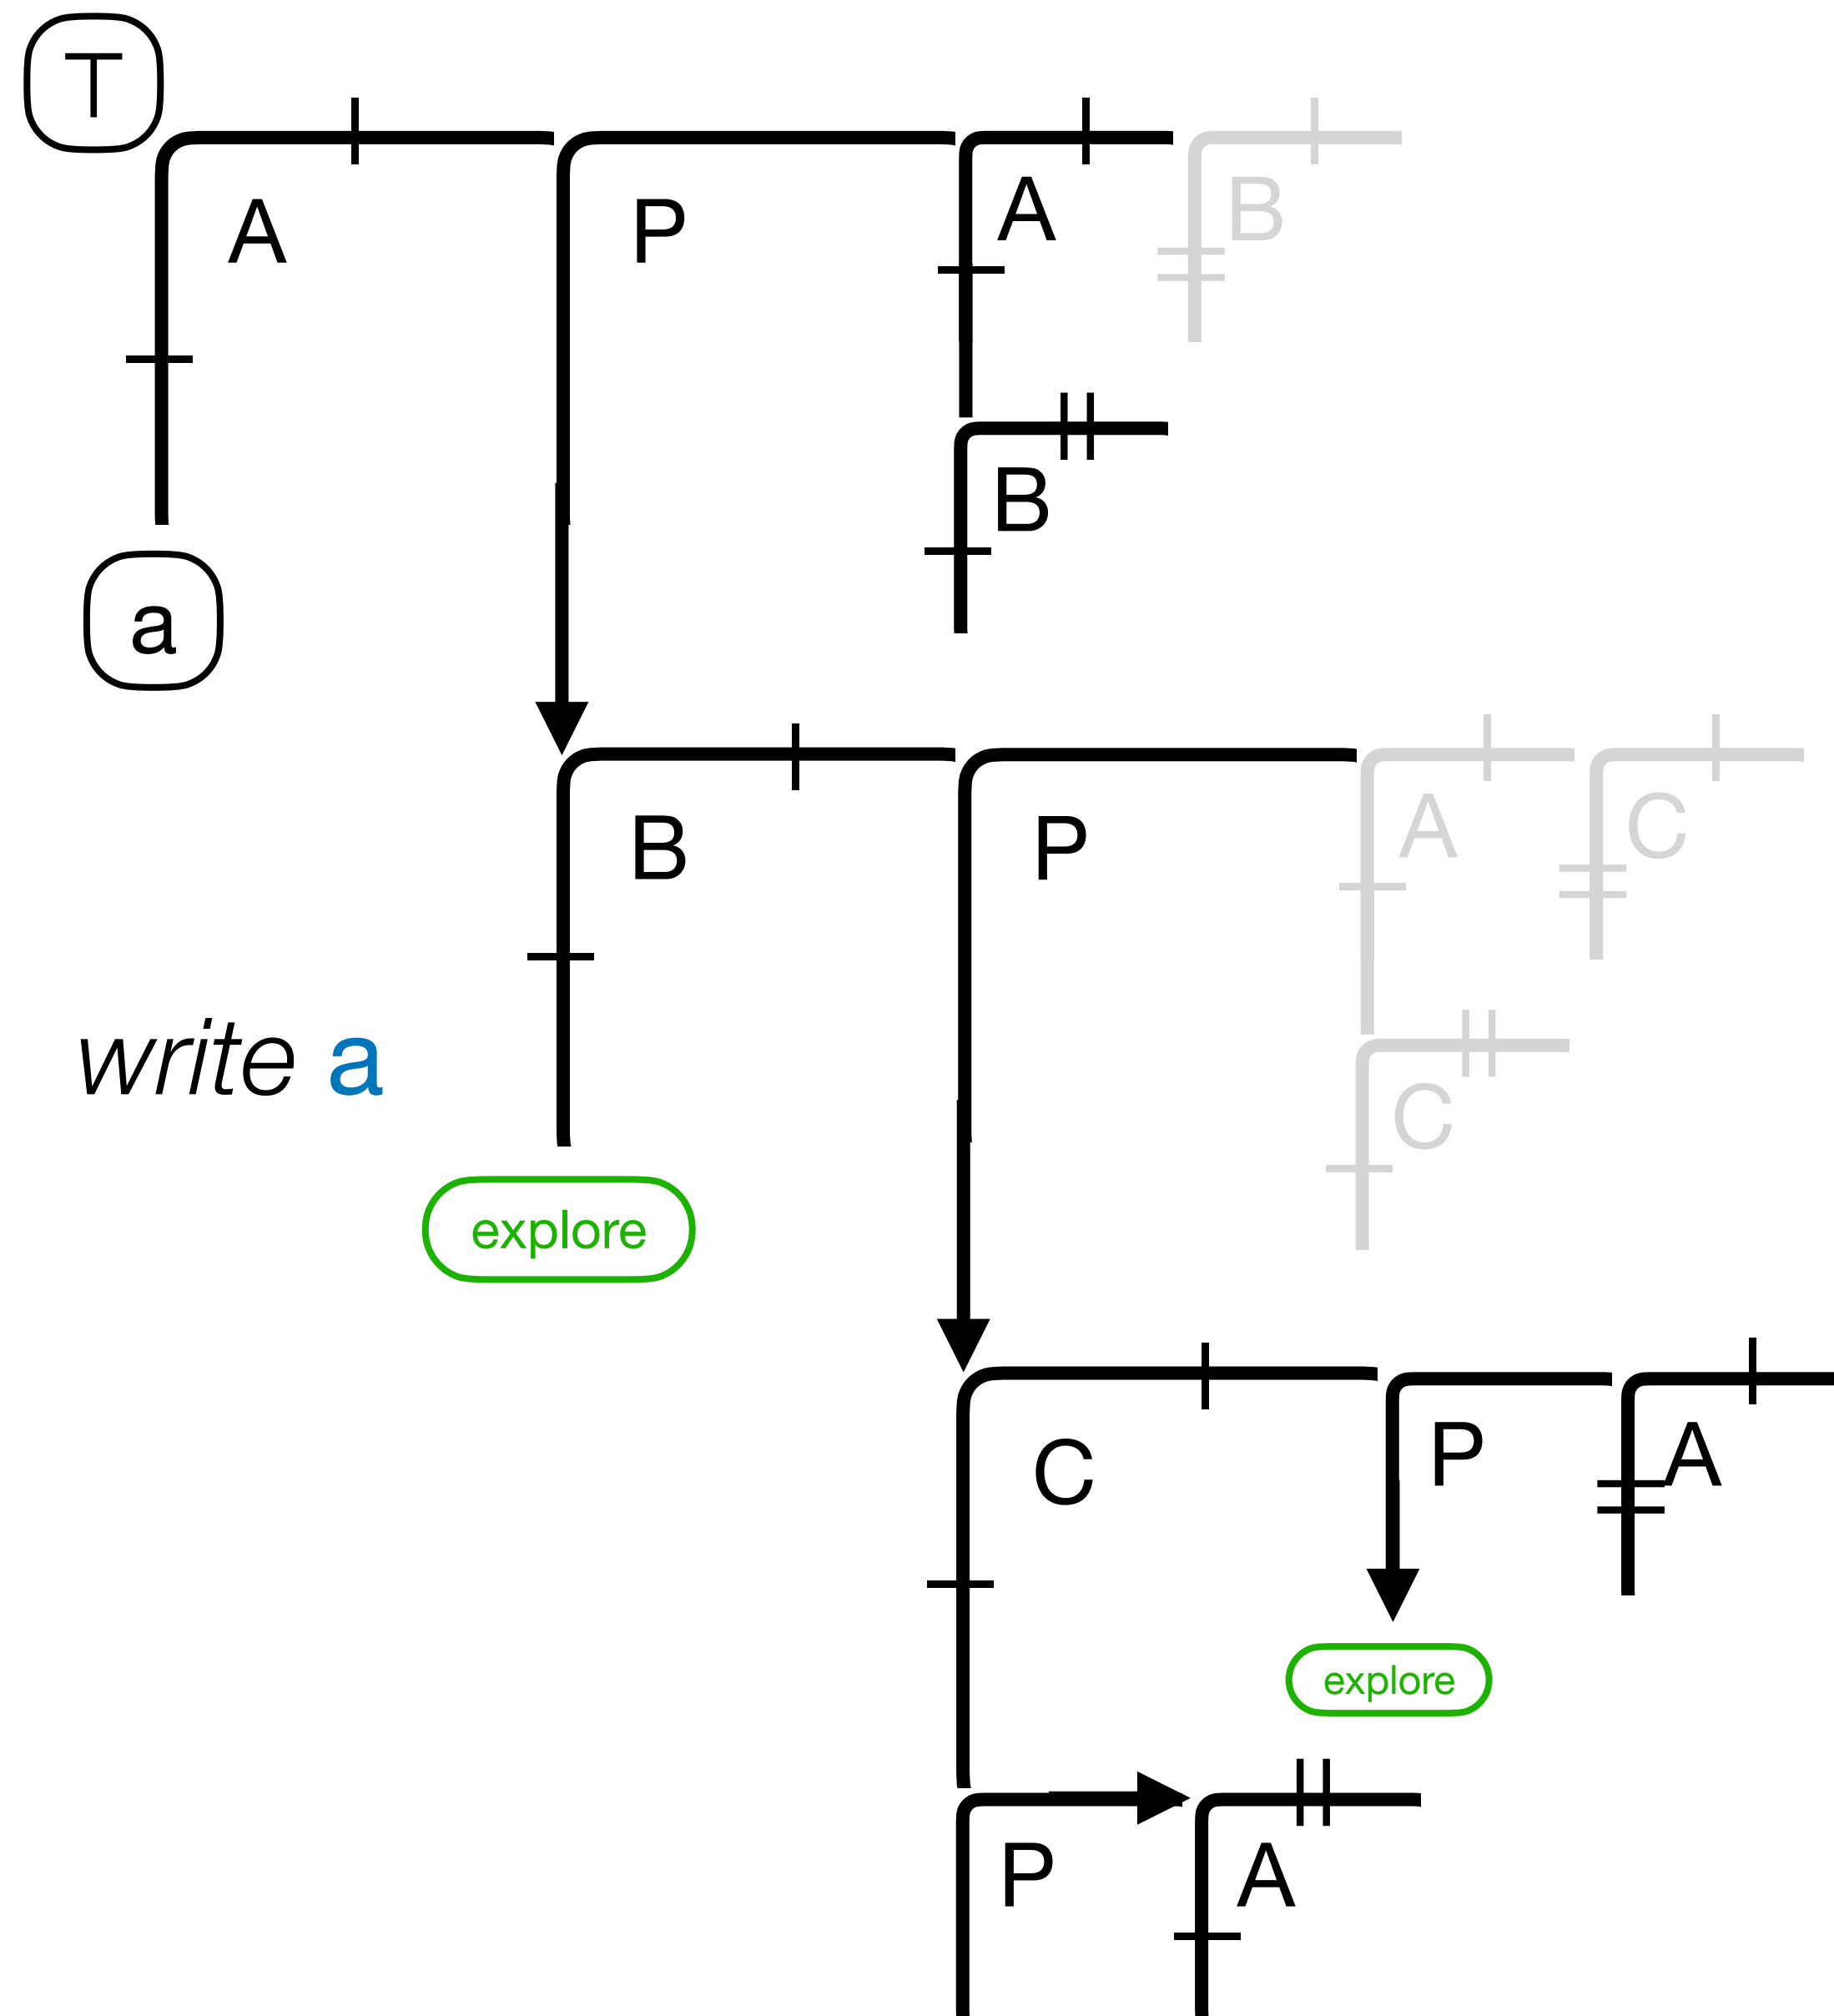 T
A P A B
B
a
B P A C
write a
C
explore
C P A
explore
P A